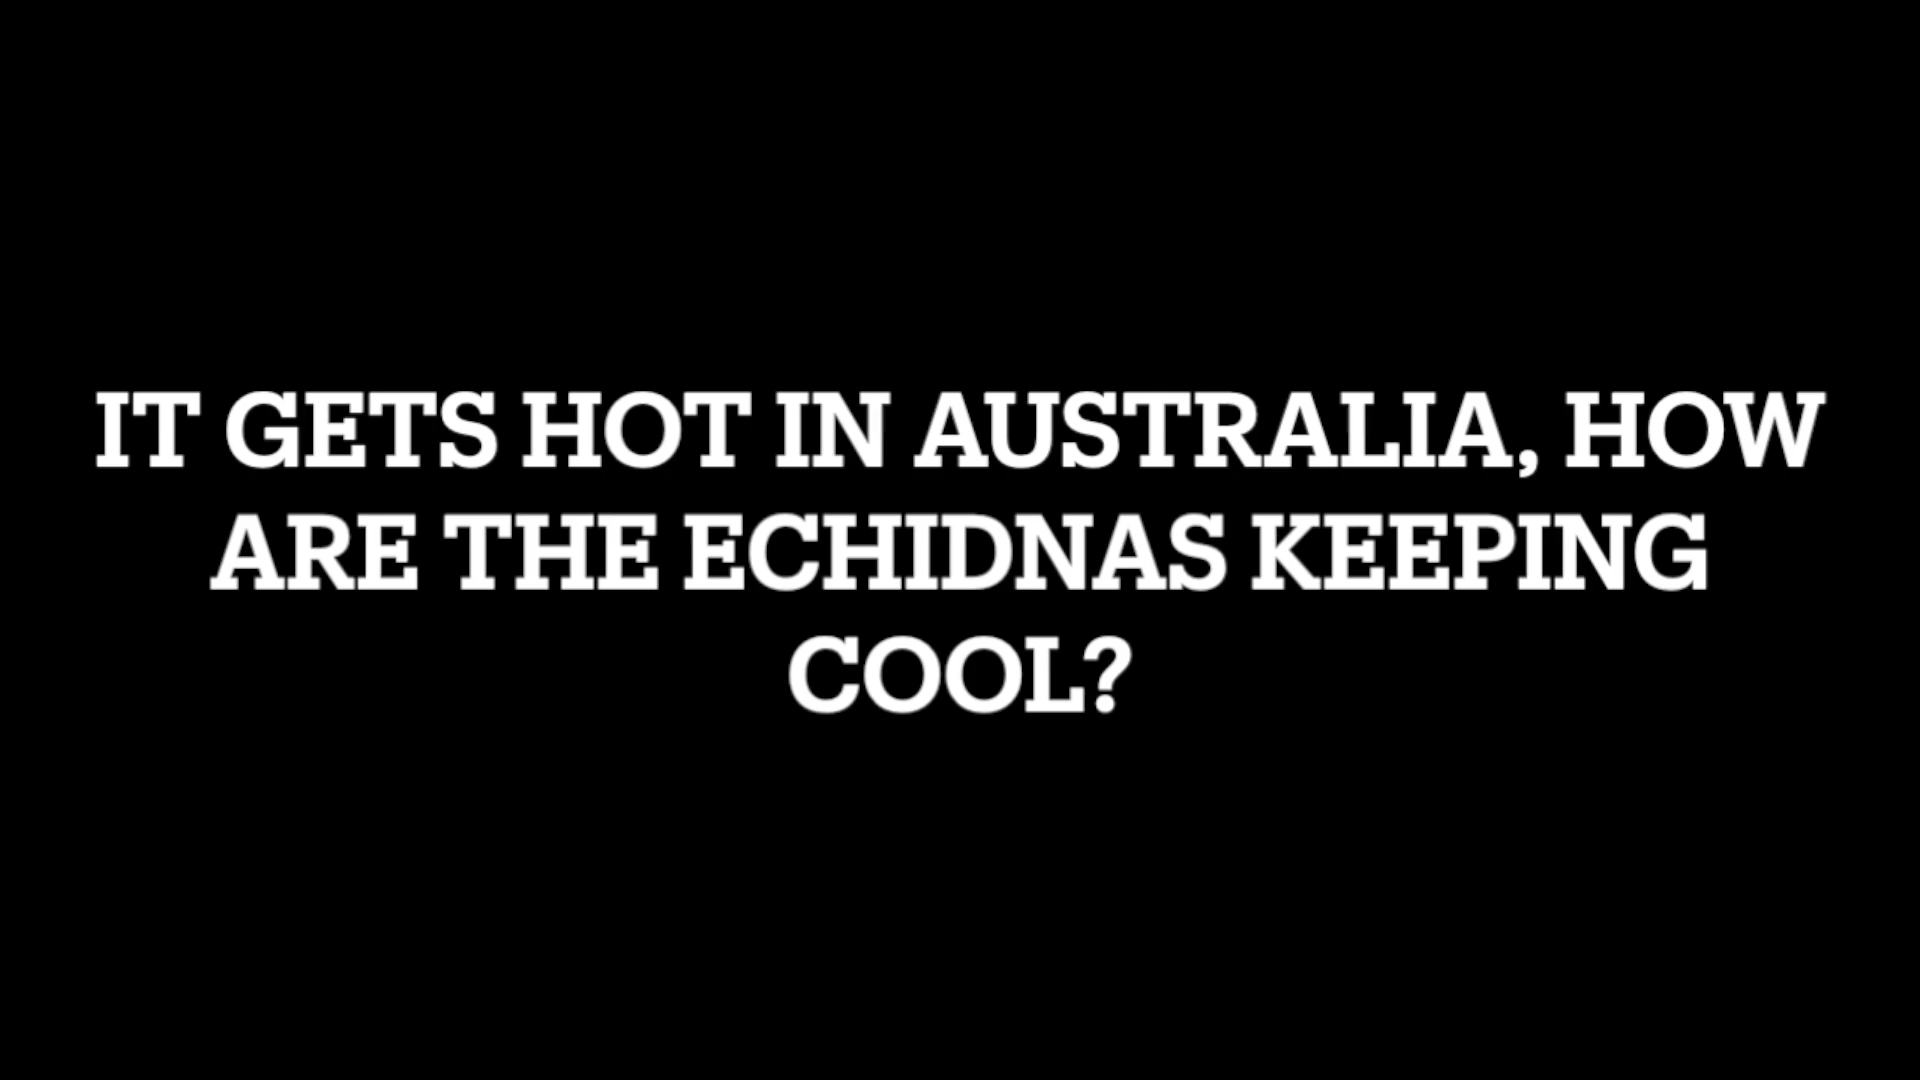 IT GETS HOT IN AUSTRALIA, HOW
ARE THE ECHIDNAS KEEPING
COOL?